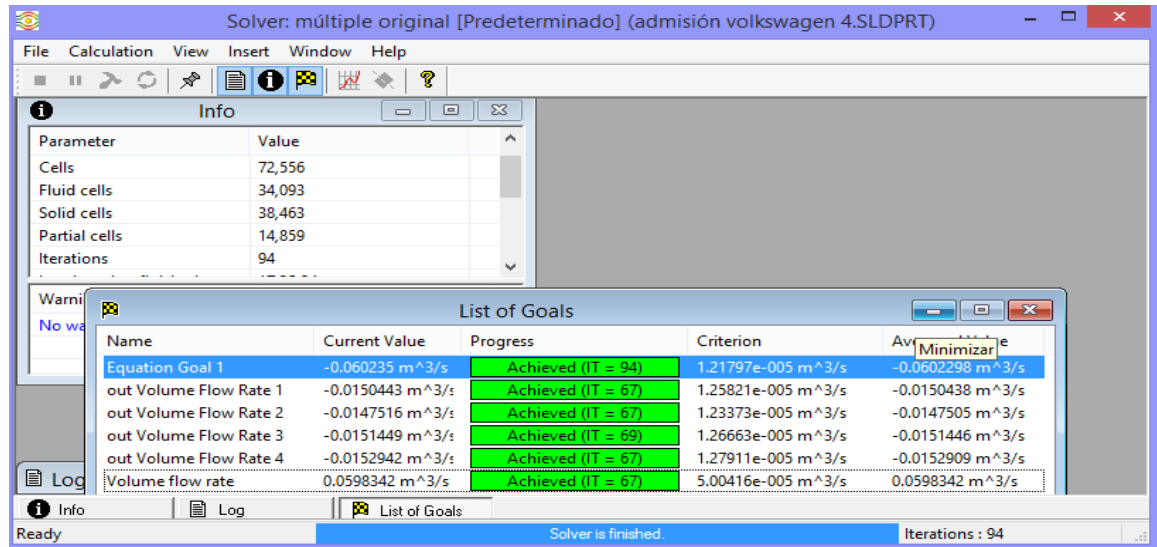 Solver: múltiple original [Predeterminado] (admisión volkswagen 4.SLDPRT)
File Calculation View Insert Window Help
Info
Parameter Value
Cells 72,556
Fluid cells 34,093
Solid cells 38,463
Partial cells 14,859
Iterations 94
Warni
No wa
List of Goals
Name Current Value Progress Criterion Av e
Minimizar
Equation Goal 1 -0.060235 m^3/s Achieved (IT = 94) 1.21797e-005 m^3/s -0.0602298 m^3/s
out Volume Flow Rate 1 -0.0150443 m^3/s Achieved (IT = 67) 1.25821e-005 m^3/s -0.0150438 m^3/s
out Volume Flow Rate 2 -0.0147516 m^3/s Achieved (IT = 67) 1.23373e-005 m^3/s -0.0147505 m^3/s
out Volume Flow Rate 3 -0.0151449 m^3/s Achieved (IT = 69) 1.26663e-005 m^3/s -0.0151446 m^3/s
out Volume Flow Rate 4 -0.0152942 m^3/s Achieved (IT = 67) 1.27911e-005 m^3/s -0.0152909 m^3/s
Volume flow rate 0.0598342 m^3/s Achieved (IT = 67) 5.00416e-005 m^3/s 0.0598342 m^3/s
Log
Info Log List of Goals
Ready Solver is finished. Iterations : 94